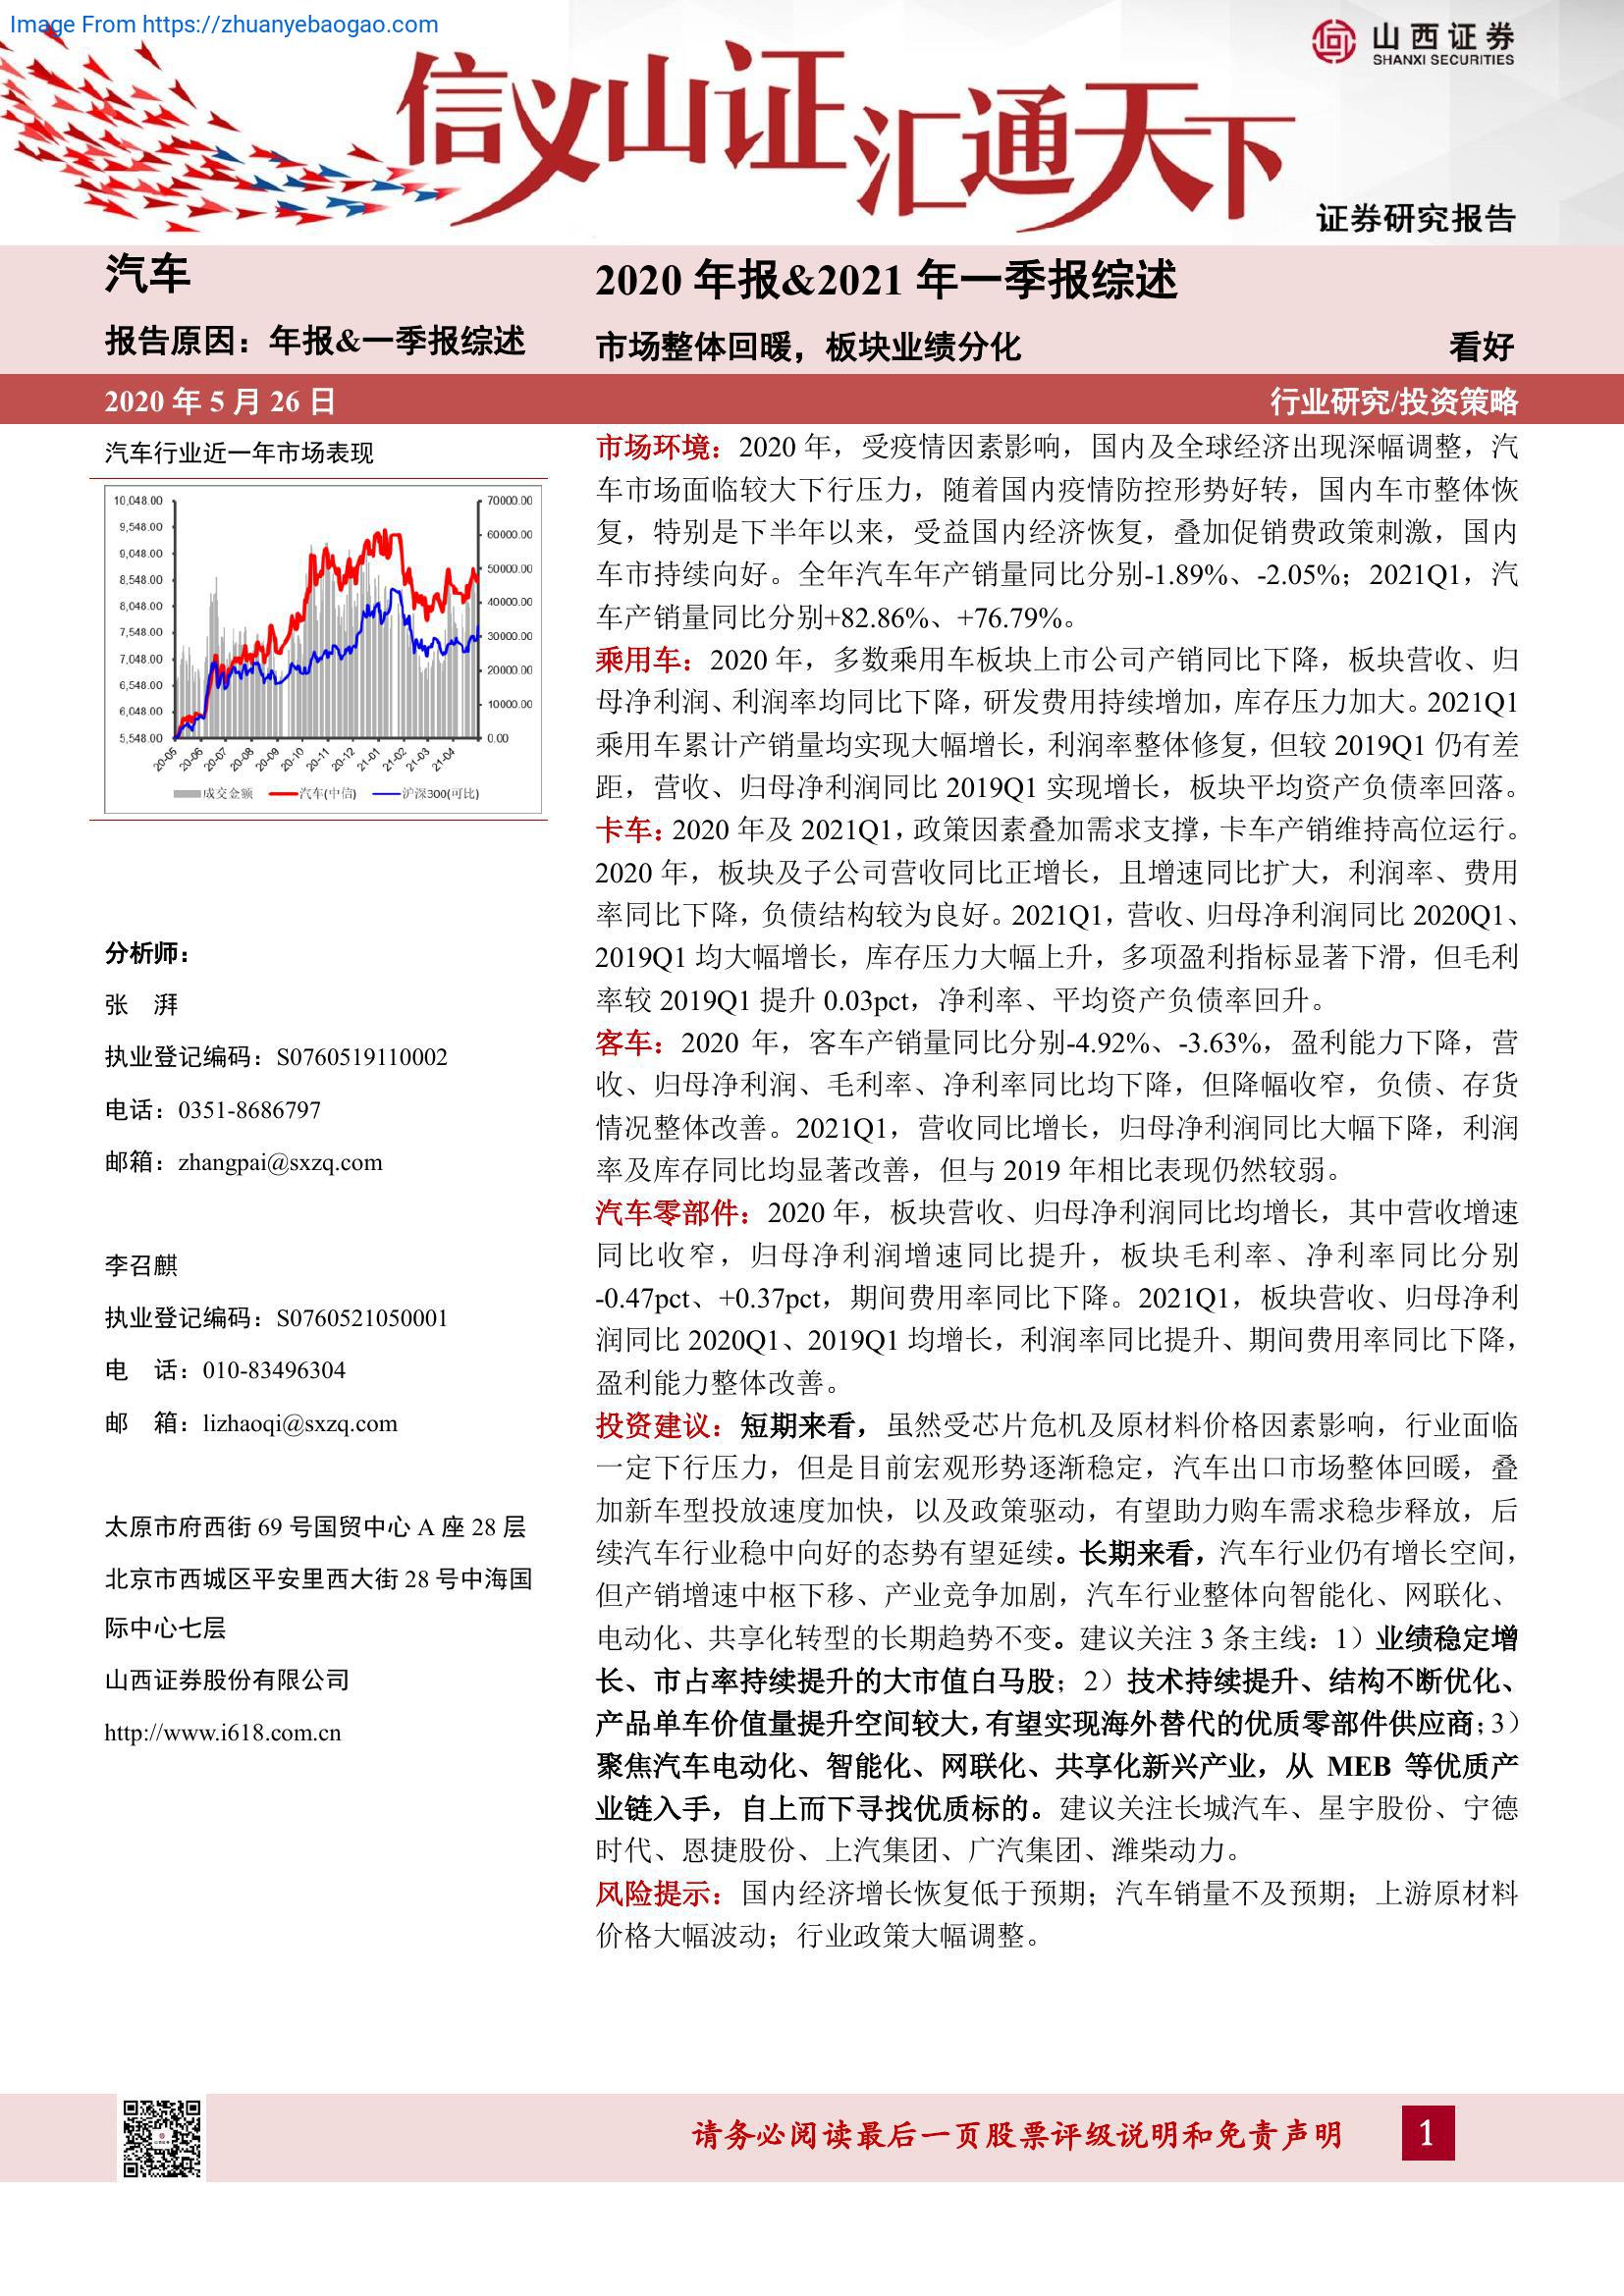 Image From https://zhuanyebaogao.com
山西证券
SHANXI SECURITIES
信义山证汇通天下
证券研究报告
汽车
报告原因：年报&一季报综述
2020 年报&2021 年一季报综述
市场整体回暖，板块业绩分化
看好
2020 年 5 月 26 日
行业研究/投资策略
汽车行业近一年市场表现
10,048.00
9,548.00
9,048.00
8,548.00
8,048.00
7,548.00
7,048.00
6,548.00
6,048.00
5,548.00
70000.00
60000.00
50000.00
40000.00
30000.00
20000.00
10000.00
0.00
20-05 20-06 20-07 20-08 20-09 20-10 20-11 20-12 21-01 21-02 21-03 21-04
成交金额 汽车(中信) 沪深300(可比)
分析师：
张 湃
执业登记编码：S0760519110002
电话：0351-8686797
邮箱：zhangpai@sxzq.com
李召麒
执业登记编码：S0760521050001
电 话：010-83496304
邮 箱：lizhaoqi@sxzq.com
太原市府西街 69 号国贸中心 A 座 28 层
北京市西城区平安里西大街 28 号中海国
际中心七层
山西证券股份有限公司
http://www.i618.com.cn
市场环境：2020 年，受疫情因素影响，国内及全球经济出现深幅调整，汽
车市场面临较大下行压力，随着国内疫情防控形势好转，国内车市整体恢
复，特别是下半年以来，受益国内经济恢复，叠加促销费政策刺激，国内
车市持续向好。全年汽车年产销量同比分别-1.89%、-2.05%；2021Q1，汽
车产销量同比分别+82.86%、+76.79%。
乘用车：2020 年，多数乘用车板块上市公司产销同比下降，板块营收、归
母净利润、利润率均同比下降，研发费用持续增加，库存压力加大。2021Q1
乘用车累计产销量均实现大幅增长，利润率整体修复，但较 2019Q1 仍有差
距，营收、归母净利润同比 2019Q1 实现增长，板块平均资产负债率回落。
卡车：2020 年及 2021Q1，政策因素叠加需求支撑，卡车产销维持高位运行。
2020 年，板块及子公司营收同比正增长，且增速同比扩大，利润率、费用
率同比下降，负债结构较为良好。2021Q1，营收、归母净利润同比 2020Q1、
2019Q1 均大幅增长，库存压力大幅上升，多项盈利指标显著下滑，但毛利
率较 2019Q1 提升 0.03pct，净利率、平均资产负债率回升。
客车：2020 年，客车产销量同比分别-4.92%、-3.63%，盈利能力下降，营
收、归母净利润、毛利率、净利率同比均下降，但降幅收窄，负债、存货
情况整体改善。2021Q1，营收同比增长，归母净利润同比大幅下降，利润
率及库存同比均显著改善，但与 2019 年相比表现仍然较弱。
汽车零部件：2020 年，板块营收、归母净利润同比均增长，其中营收增速
同比收窄，归母净利润增速同比提升，板块毛利率、净利率同比分别
-0.47pct、+0.37pct，期间费用率同比下降。2021Q1，板块营收、归母净利
润同比 2020Q1、2019Q1 均增长，利润率同比提升、期间费用率同比下降，
盈利能力整体改善。
投资建议：短期来看，虽然受芯片危机及原材料价格因素影响，行业面临
一定下行压力，但是目前宏观形势逐渐稳定，汽车出口市场整体回暖，叠
加新车型投放速度加快，以及政策驱动，有望助力购车需求稳步释放，后
续汽车行业稳中向好的态势有望延续。长期来看，汽车行业仍有增长空间，
但产销增速中枢下移、产业竞争加剧，汽车行业整体向智能化、网联化、
电动化、共享化转型的长期趋势不变。建议关注 3 条主线：1）业绩稳定增
长、市占率持续提升的大市值白马股；2）技术持续提升、结构不断优化、
产品单车价值量提升空间较大，有望实现海外替代的优质零部件供应商；3）
聚焦汽车电动化、智能化、网联化、共享化新兴产业，从 MEB 等优质产
业链入手，自上而下寻找优质标的。建议关注长城汽车、星宇股份、宁德
时代、恩捷股份、上汽集团、广汽集团、潍柴动力。
风险提示：国内经济增长恢复低于预期；汽车销量不及预期；上游原材料
价格大幅波动；行业政策大幅调整。
请务必阅读最后一页股票评级说明和免责声明
1